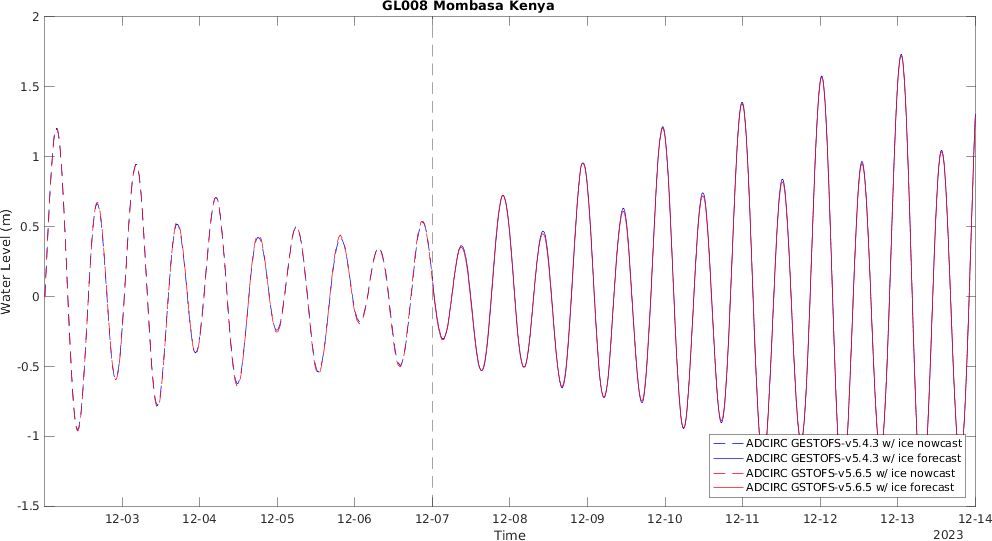 GL008 Mombasa Kenya
2
1.5
1
0.5
0
-0.5
-1
-1.5
Water Level (m)
ADCIRC GESTOFS-v5.4.3 w/ ice nowcast
ADCIRC GESTOFS-v5.4.3 w/ ice forecast
ADCIRC GSTOFS-v5.6.5 w/ ice nowcast
ADCIRC GSTOFS-v5.6.5 w/ ice forecast
12-03 12-04 12-05 12-06 12-07 12-08 12-09 12-10 12-11 12-12 12-13 12-14
Time
2023